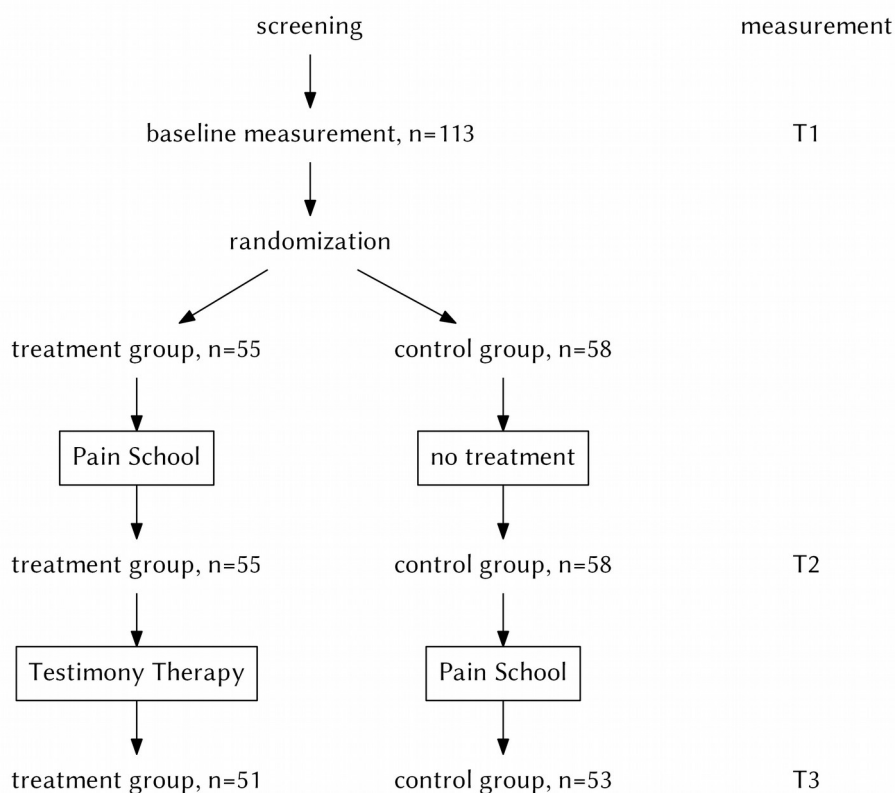 screening measurement
baseline measurement, n=113 T1
randomization
treatment group, n=55 control group, n=58
Pain School no treatment
treatment group, n=55 control group, n=58 T2
Testimony Therapy Pain School
treatment group, n=51 control group, n=53 T3